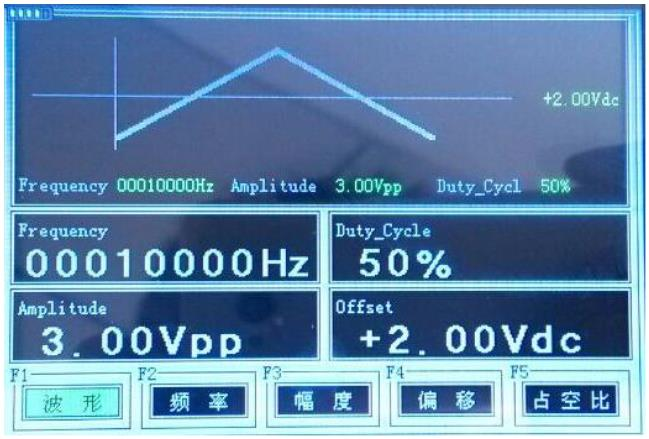 +2.00Vdc
Frequency 00010000Hz Amplitude 3.00Vpp Duty_Cycl 50%
Frequency
00010000Hz
Duty_Cycle
50%
Amplitude
3.00Vpp
Offset
+2.00Vdc
F1 F2 F3 F4 F5
波形 频率 幅度 偏移 占空比